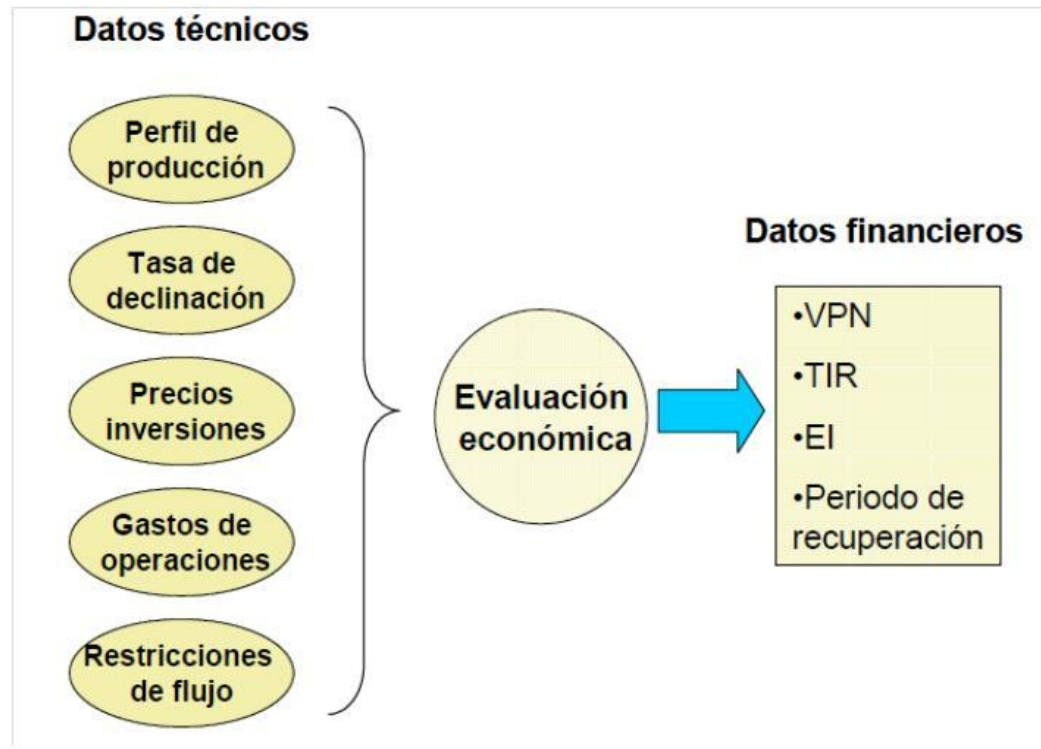 Datos técnicos
Perfil de
producción
Tasa de
declinación
Precios
inversiones
Gastos de
operaciones
Restricciones
de flujo
Evaluación
económica
Datos financieros
•VPN
•TIR
•EI
•Periodo de
recuperación